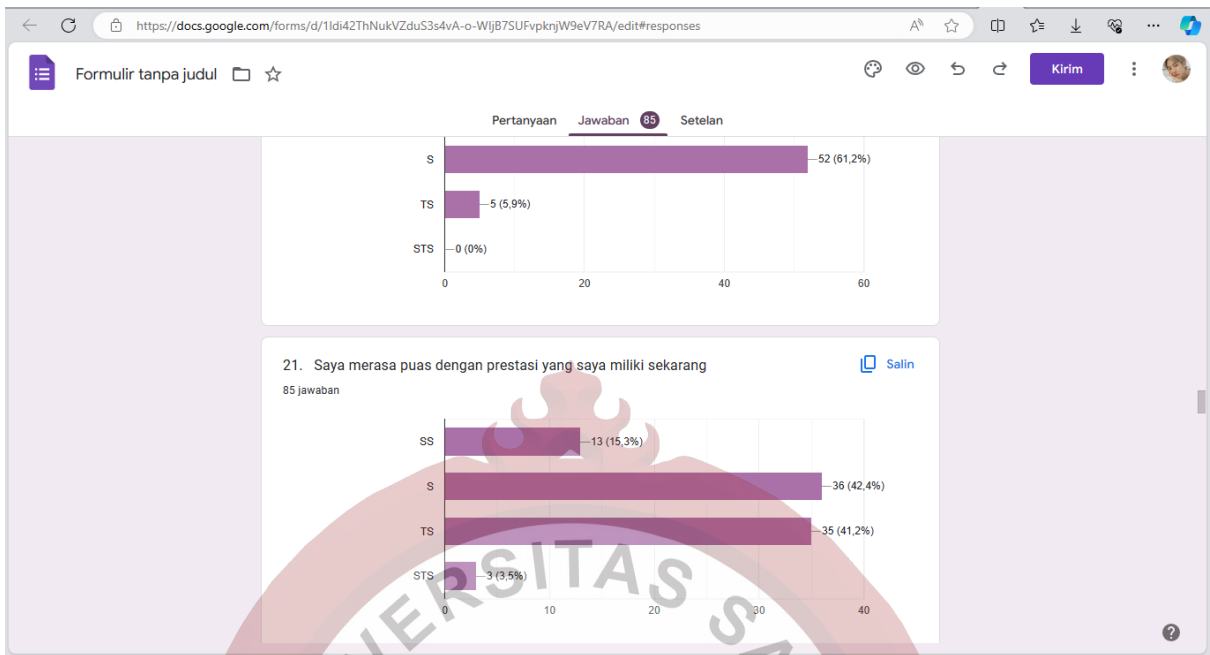 https://docs.google.com/forms/d/1Idi42ThNukVZduS3s4vA-o-WIjB7SUFvpknjW9eV7RA/edit#responses
Formulir tanpa judul
Kirim
Pertanyaan Jawaban 85 Setelan
S 52 (61,2%)
TS 5 (5,9%)
STS 0 (0%)
0 20 40 60
21. Saya merasa puas dengan prestasi yang saya miliki sekarang
Salin
85 jawaban
SS 13 (15,3%)
S 36 (42,4%)
TS 35 (41,2%)
STS 3 (3,5%)
0 10 20 30 40
VERSITAS SA